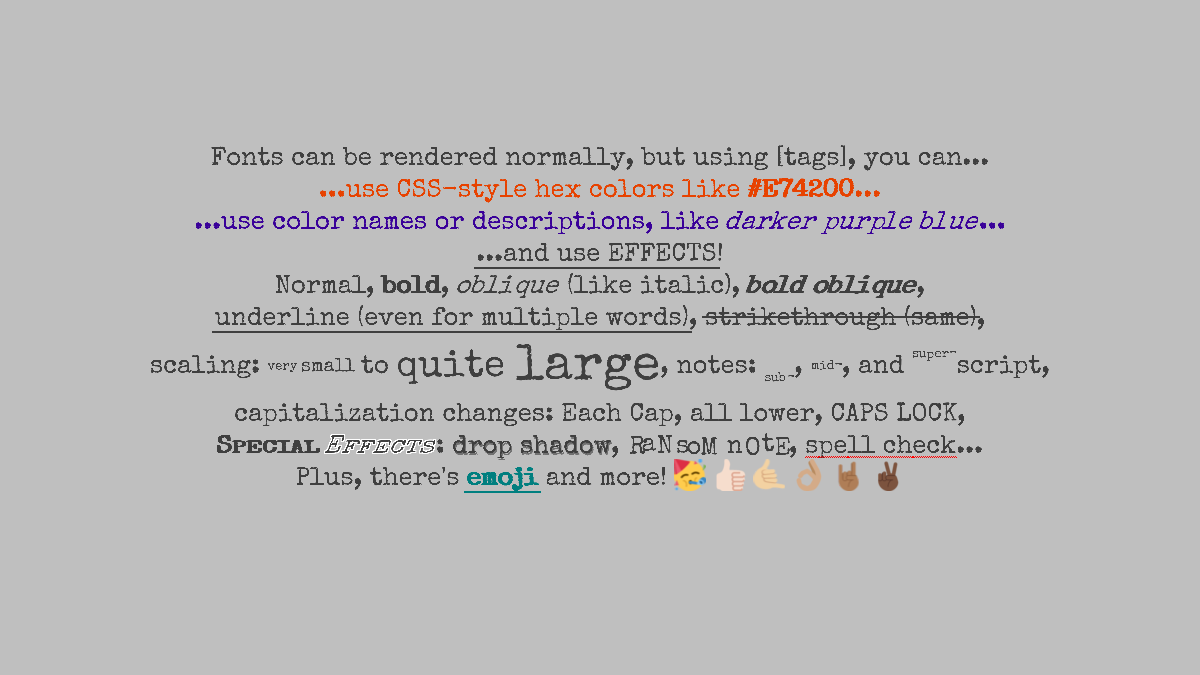 Fonts can be rendered normally, but using [tags], you can...
...use CSS-style hex colors like #E74200...
...use color names or descriptions, like darker purple blue...
...and use EFFECTS!
Normal, bold, oblique (like italic), bold oblique,
underline (even for multiple words), strikethrough (same),
scaling: very small to quite large, notes: sub~, mid~, and super~script,
capitalization changes: Each Cap, all lower, CAPS LOCK,
Special Effects: drop shadow, RaNsoM nOtE, spell check...
Plus, there's emoji and more! 🥳👍🏻🤙🏼👌🏽🤘🏾✌🏿